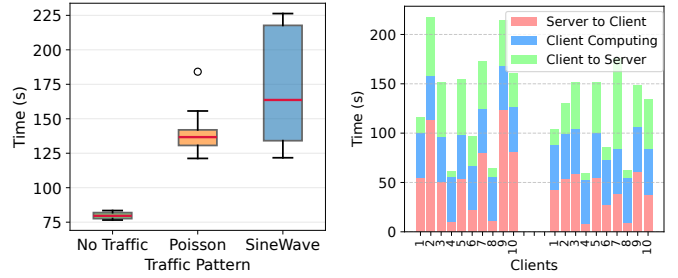 225
200
175
150
125
100
75
Time (s)
No Traffic Poisson SineWave
Traffic Pattern
Server to Client
Client Computing
Client to Server
200
150
100
50
0
Time (s)
1 2 3 4 5 6 7 8 9 10 1 2 3 4 5 6 7 8 9 10
Clients